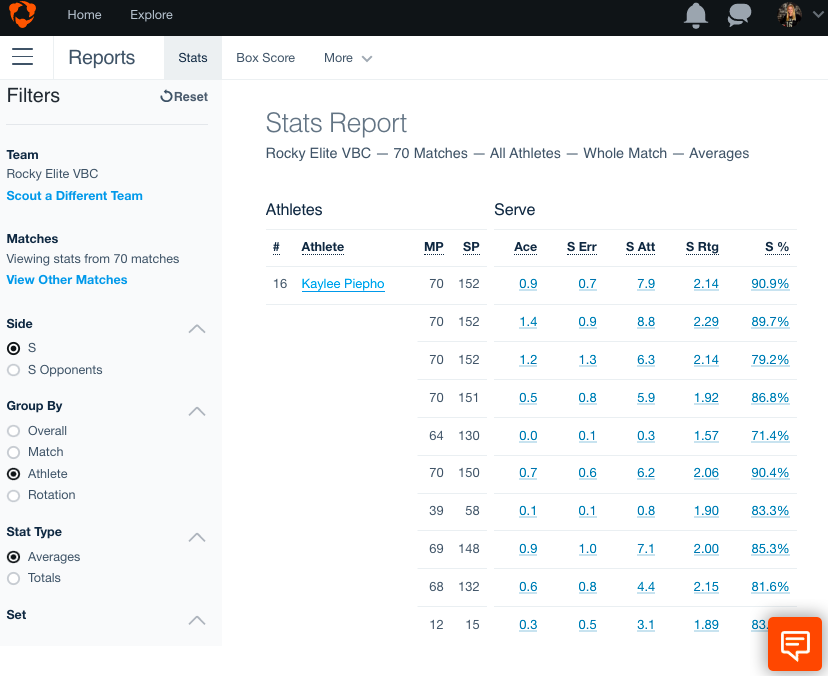 Home Explore
Reports Stats Box Score More
Filters Reset
Team
Rocky Elite VBC
Scout a Different Team
Matches
Viewing stats from 70 matches
View Other Matches
Side
S
S Opponents
Group By
Overall
Match
Athlete
Rotation
Stat Type
Averages
Totals
Set
Stats Report
Rocky Elite VBC — 70 Matches — All Athletes — Whole Match — Averages
Athletes Serve
# Athlete MP SP Ace S Err S Att S Rtg S %
16 Kaylee Piepho 70 152 0.9 0.7 7.9 2.14 90.9%
70 152 1.4 0.9 8.8 2.29 89.7%
70 152 1.2 1.3 6.3 2.14 79.2%
70 151 0.5 0.8 5.9 1.92 86.8%
64 130 0.0 0.1 0.3 1.57 71.4%
70 150 0.7 0.6 6.2 2.06 90.4%
39 58 0.1 0.1 0.8 1.90 83.3%
69 148 0.9 1.0 7.1 2.00 85.3%
68 132 0.6 0.8 4.4 2.15 81.6%
12 15 0.3 0.5 3.1 1.89